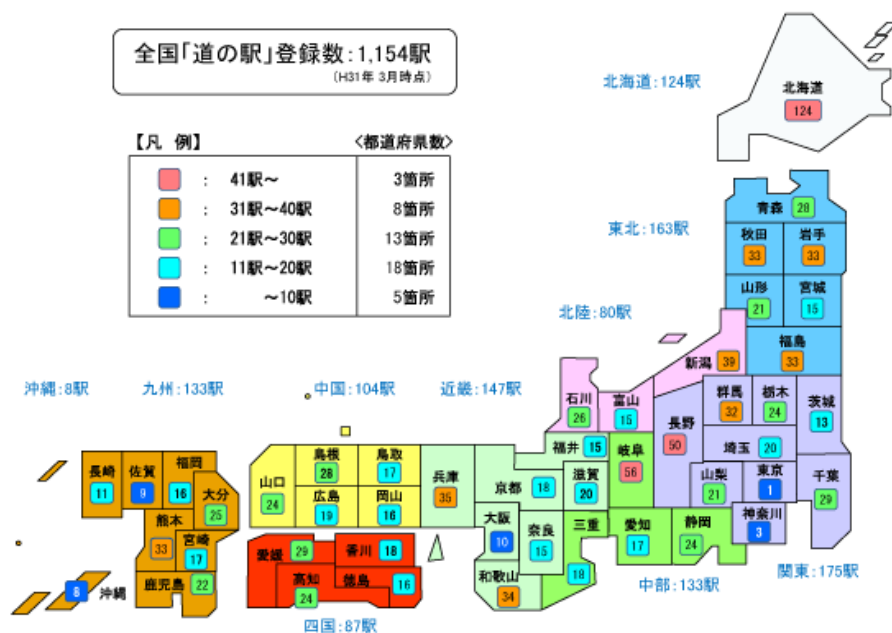 全国「道の駅」登録数:1,154駅
(H31年 3月時点)
【凡 例】 <都道府県数>
: 41駅~ 3箇所
: 31駅~40駅 8箇所
: 21駅~30駅 13箇所
: 11駅~20駅 18箇所
: ~10駅 5箇所
北海道:124駅
北海道
124
東北:163駅
青森 28
秋田 33
岩手 33
山形 21
宮城 15
福島 33
北陸:80駅
新潟 39
石川 26
富山 15
関東:175駅
群馬 32
栃木 24
茨城 13
長野 50
埼玉 20
山梨 21
東京 1
千葉 29
神奈川 3
中部:133駅
福井 15
岐阜 56
三重 18
愛知 17
静岡 24
近畿:147駅
兵庫 35
京都 18
滋賀 20
大阪 10
奈良 15
和歌山 34
中国:104駅
山口 24
島根 28
鳥取 17
広島 19
岡山 16
四国:87駅
愛媛 29
香川 18
高知 24
徳島 16
九州:133駅
長崎 11
佐賀 9
福岡 16
大分 25
熊本 33
宮崎 17
鹿児島 22
沖縄:8駅
8 沖縄